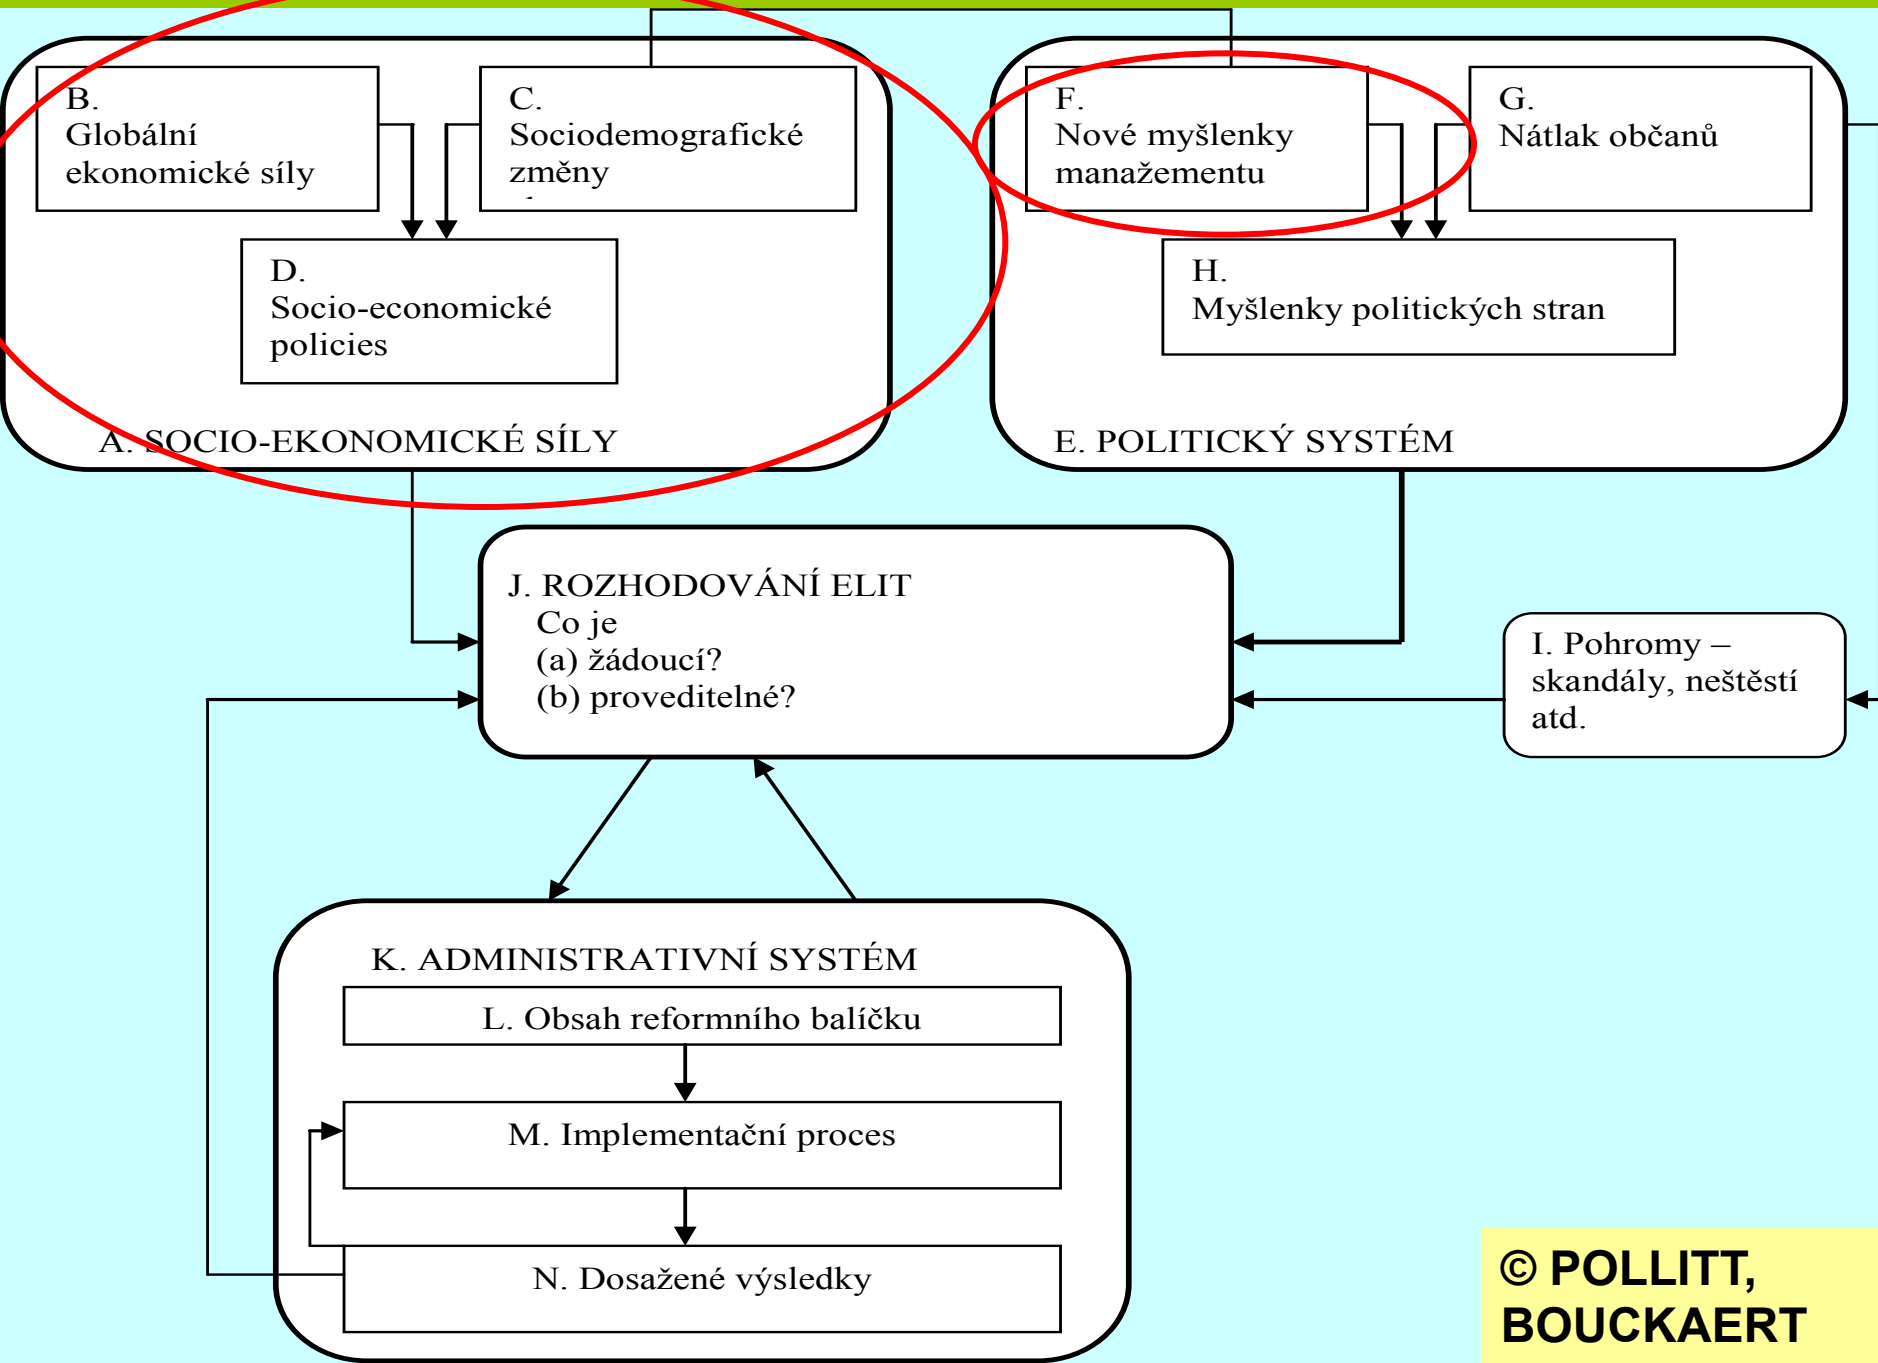 B.
Globální
ekonomické síly
C.
Sociodemografické
změny
D.
Socio-economické
policies
A. SOCIO-EKONOMICKÉ SÍLY
F.
Nové myšlenky
manažementu
G.
Nátlak občanů
H.
Myšlenky politických stran
E. POLITICKÝ SYSTÉM
J. ROZHODOVÁNÍ ELIT
Co je
(a) žádoucí?
(b) proveditelné?
I. Pohromy –
skandály, neštěstí
atd.
K. ADMINISTRATIVNÍ SYSTÉM
L. Obsah reformního balíčku
M. Implementační proces
N. Dosažené výsledky
© POLLITT,
BOUCKAERT